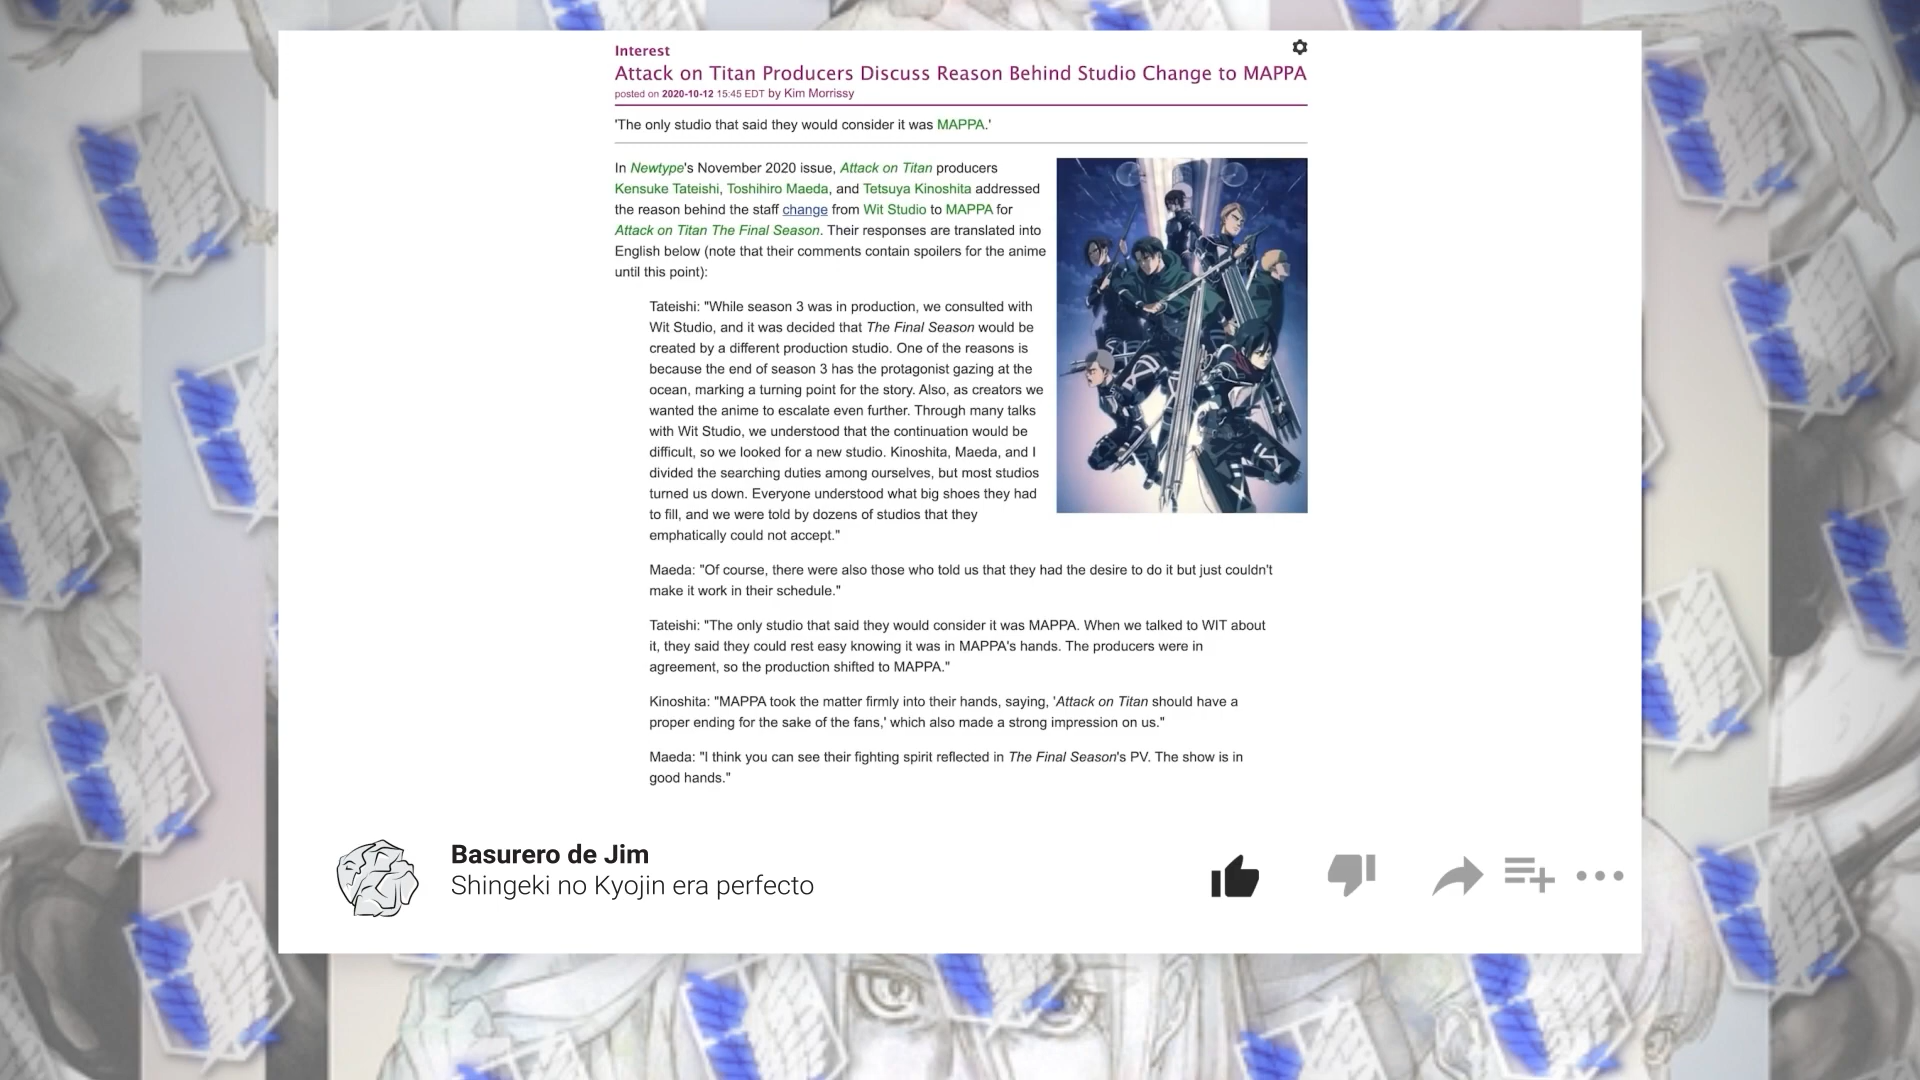 Interest
Attack on Titan Producers Discuss Reason Behind Studio Change to MAPPA
posted on 2020-10-12 15:45 EDT by Kim Morrissy
'The only studio that said they would consider it was MAPPA.'
In Newtype's November 2020 issue, Attack on Titan producers
Kensuke Tateishi, Toshihiro Maeda, and Tetsuya Kinoshita addressed
the reason behind the staff change from Wit Studio to MAPPA for
Attack on Titan The Final Season. Their responses are translated into
English below (note that their comments contain spoilers for the anime
until this point):
Tateishi: "While season 3 was in production, we consulted with
Wit Studio, and it was decided that The Final Season would be
created by a different production studio. One of the reasons is
because the end of season 3 has the protagonist gazing at the
ocean, marking a turning point for the story. Also, as creators we
wanted the anime to escalate even further. Through many talks
with Wit Studio, we understood that the continuation would be
difficult, so we looked for a new studio. Kinoshita, Maeda, and I
divided the searching duties among ourselves, but most studios
turned us down. Everyone understood what big shoes they had
to fill, and we were told by dozens of studios that they
emphatically could not accept."
Maeda: "Of course, there were also those who told us that they had the desire to do it but just couldn't
make it work in their schedule."
Tateishi: "The only studio that said they would consider it was MAPPA. When we talked to WIT about
it, they said they could rest easy knowing it was in MAPPA's hands. The producers were in
agreement, so the production shifted to MAPPA."
Kinoshita: "MAPPA took the matter firmly into their hands, saying, 'Attack on Titan should have a
proper ending for the sake of the fans,' which also made a strong impression on us."
Maeda: "I think you can see their fighting spirit reflected in The Final Season's PV. The show is in
good hands."
Basurero de Jim
Shingeki no Kyojin era perfecto